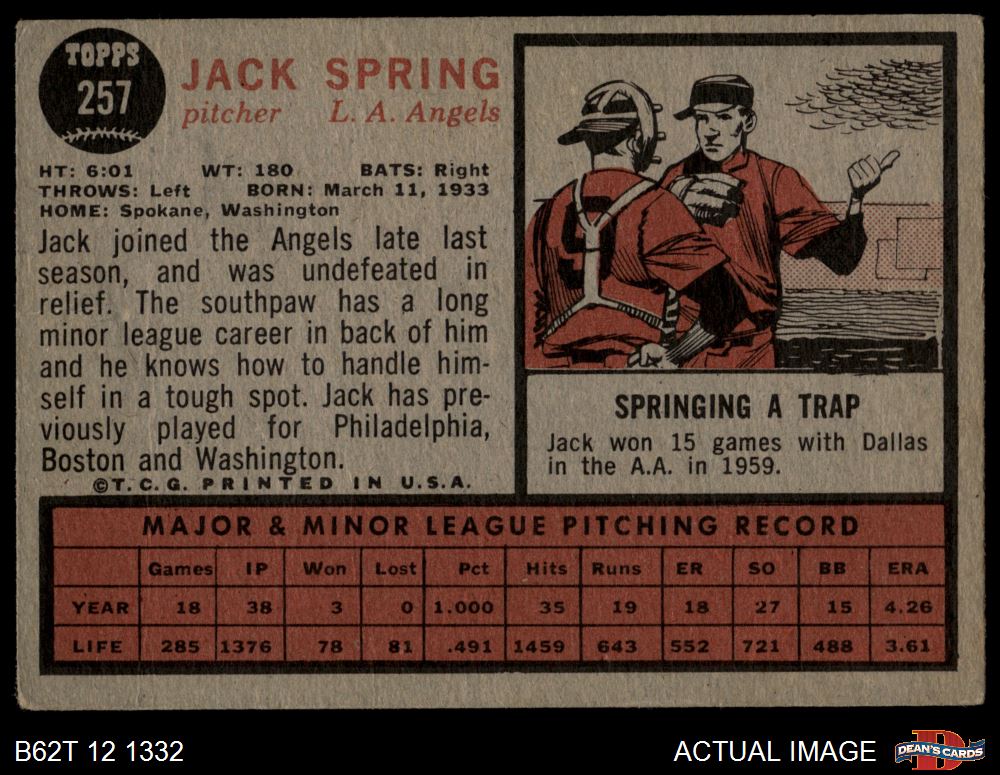 TOPPS
257
JACK SPRING
pitcher L. A. Angels
HT: 6:01 WT: 180 BATS: Right
THROWS: Left BORN: March 11, 1933
HOME: Spokane, Washington
Jack joined the Angels late last
season, and was undefeated in
relief. The southpaw has a long
minor league career in back of him
and he knows how to handle him-
self in a tough spot. Jack has pre-
viously played for Philadelphia,
Boston and Washington.
©T.C.G. PRINTED IN U.S.A.
SPRINGING A TRAP
Jack won 15 games with Dallas
in the A.A. in 1959.
MAJOR & MINOR LEAGUE PITCHING RECORD
Games IP Won Lost Pct Hits Runs ER SO BB ERA
YEAR 18 38 3 0 1.000 35 19 18 27 15 4.26
LIFE 285 1376 78 81 .491 1459 643 552 721 488 3.61
B62T 12 1332
ACTUAL IMAGE
D
DEAN'S CARDS